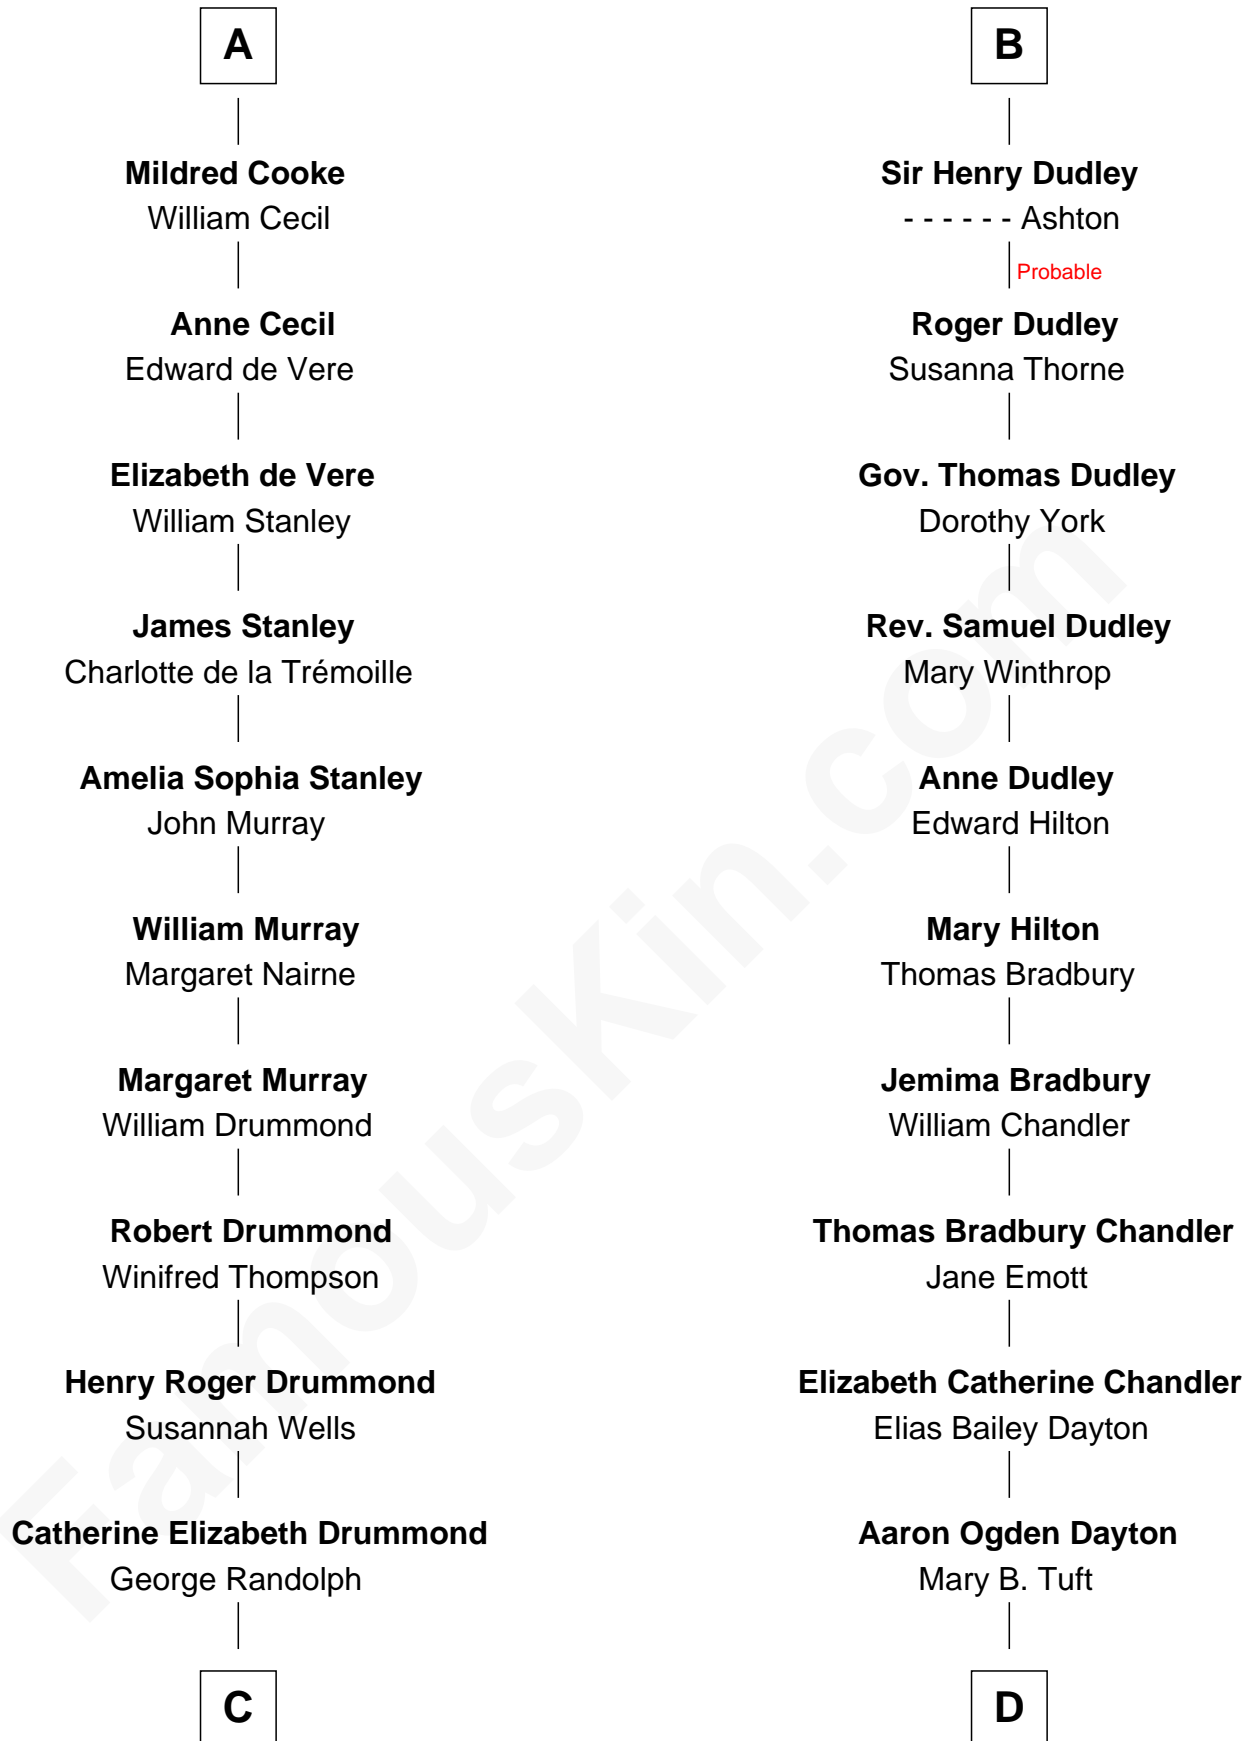 A
Mildred Cooke
William Cecil
Anne Cecil
Edward de Vere
Elizabeth de Vere
William Stanley
James Stanley
Charlotte de la Trémoille
Amelia Sophia Stanley
John Murray
William Murray
Margaret Nairne
Margaret Murray
William Drummond
Robert Drummond
Winifred Thompson
Henry Roger Drummond
Susannah Wells
Catherine Elizabeth Drummond
George Randolph
C
B
Sir Henry Dudley
- - - - - - Ashton
Probable
Roger Dudley
Susanna Thorne
Gov. Thomas Dudley
Dorothy York
Rev. Samuel Dudley
Mary Winthrop
Anne Dudley
Edward Hilton
Mary Hilton
Thomas Bradbury
Jemima Bradbury
William Chandler
Thomas Bradbury Chandler
Jane Emott
Elizabeth Catherine Chandler
Elias Bailey Dayton
Aaron Ogden Dayton
Mary B. Tuft
D
FamousKin.com